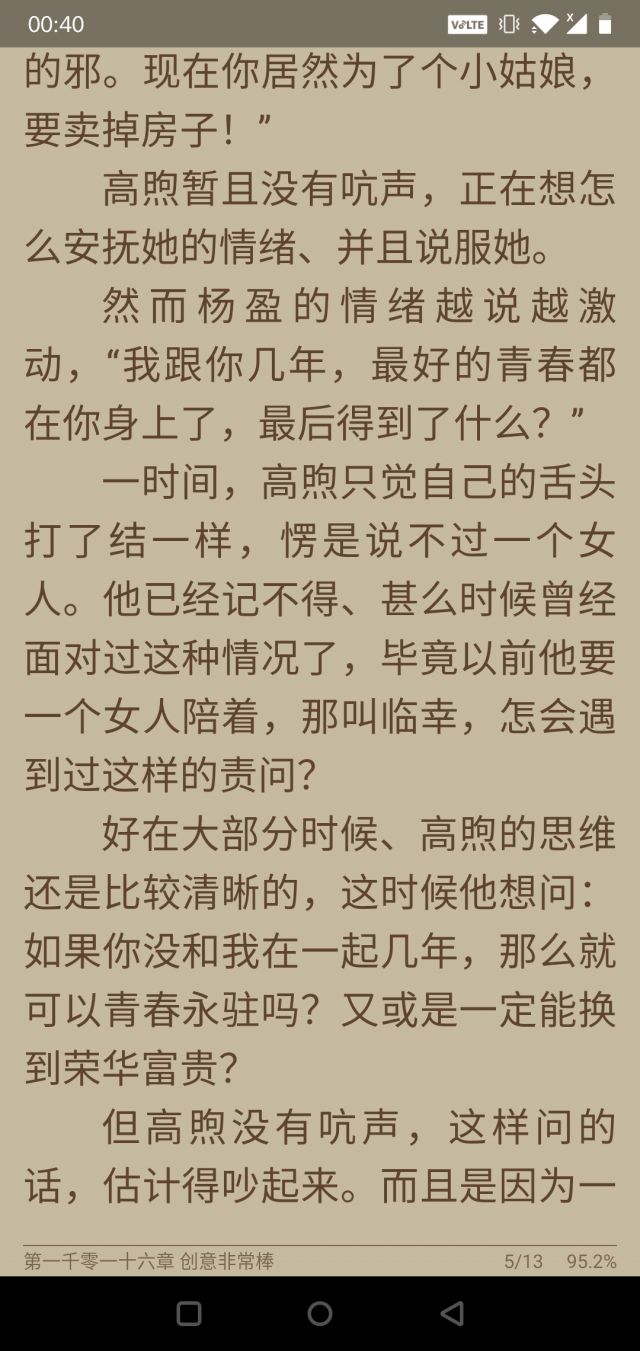 00:40
VoLTE
x
的邪。现在你居然为了个小姑娘，
要卖掉房子！”
高煦暂且没有吭声，正在想怎
么安抚她的情绪、并且说服她。
然而杨盈的情绪越说越激
动，“我跟你几年，最好的青春都
在你身上了，最后得到了什么？”
一时间，高煦只觉自己的舌头
打了结一样，愣是说不过一个女
人。他已经记不得、甚么时候曾经
面对过这种情况了，毕竟以前他要
一个女人陪着，那叫临幸，怎会遇
到过这样的责问？
好在大部分时候、高煦的思维
还是比较清晰的，这时候他想问：
如果你没和我在一起几年，那么就
可以青春永驻吗？又或是一定能换
到荣华富贵？
但高煦没有吭声，这样问的
话，估计得吵起来。而且是因为一
第一千零一十六章 创意非常棒 5/13 95.2%